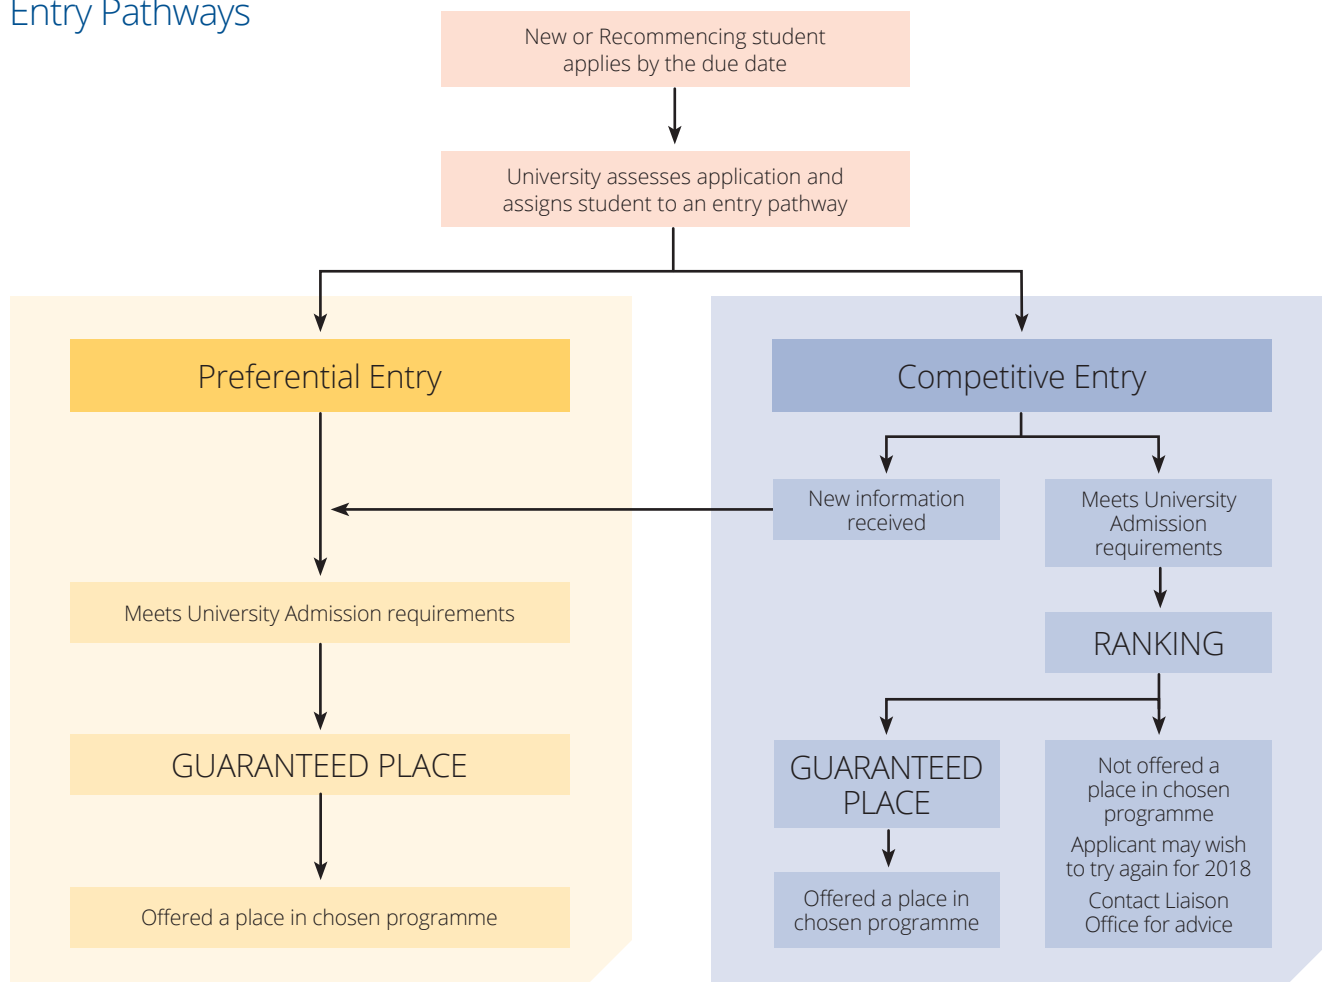 Entry Pathways
New or Recommencing student
applies by the due date
University assesses application and
assigns student to an entry pathway
Preferential Entry
Meets University Admission requirements
GUARANTEED PLACE
Offered a place in chosen programme
Competitive Entry
New information
received
Meets University
Admission
requirements
RANKING
GUARANTEED
PLACE
Offered a place in
chosen programme
Not offered a
place in chosen
programme
Applicant may wish
to try again for 2018
Contact Liaison
Office for advice